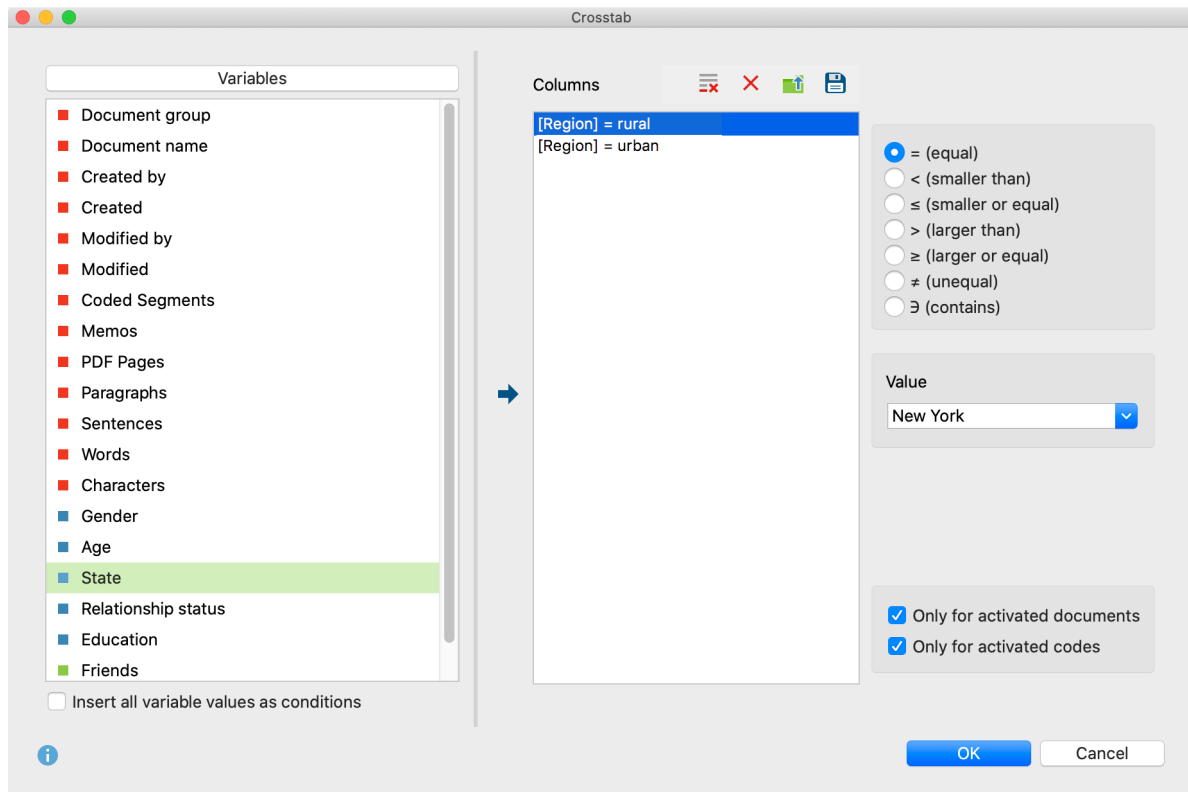 Crosstab
Variables
Document group
Document name
Created by
Created
Modified by
Modified
Coded Segments
Memos
PDF Pages
Paragraphs
Sentences
Words
Characters
Gender
Age
State
Relationship status
Education
Friends
Insert all variable values as conditions
Columns
[Region] = rural
[Region] = urban
= (equal)
< (smaller than)
≤ (smaller or equal)
> (larger than)
≥ (larger or equal)
≠ (unequal)
∋ (contains)
Value
New York
Only for activated documents
Only for activated codes
OK
Cancel